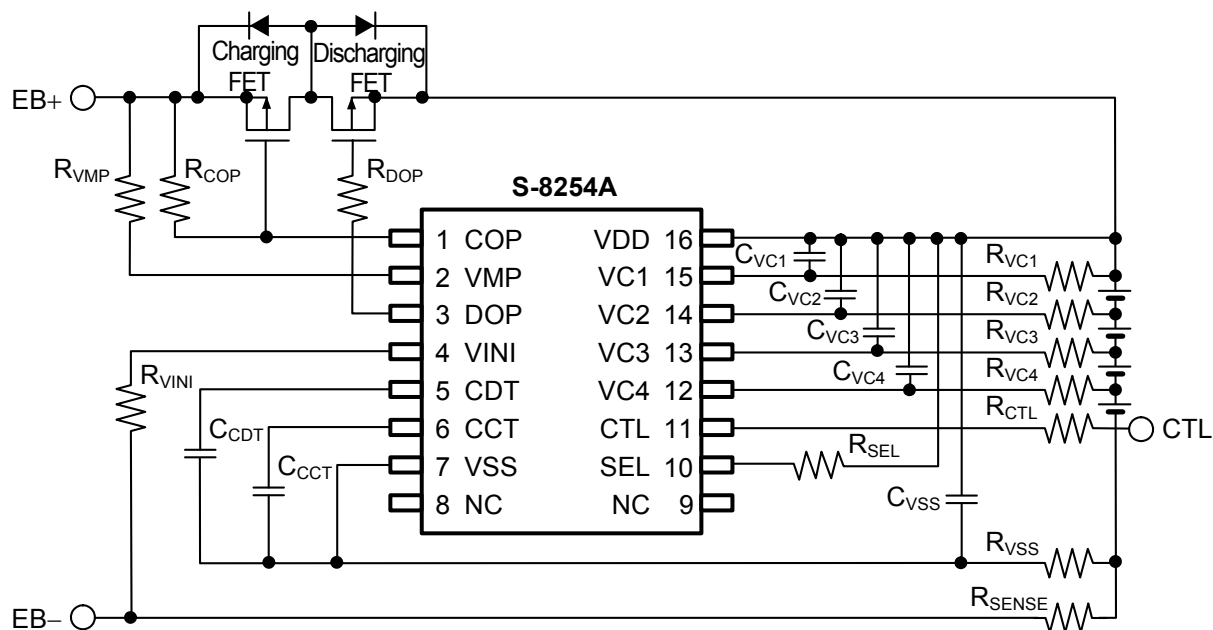 Charging Discharging
FET FET
EB+
RVMP RCOP RDOP
S-8254A
1 COP VDD 16
2 VMP VC1 15
3 DOP VC2 14
4 VINI VC3 13
5 CDT VC4 12
6 CCT CTL 11
7 VSS SEL 10
8 NC NC 9
CVC1 RVC1
CVC2 RVC2
CVC3 RVC3
CVC4 RVC4
RCTL CTL
RVINI
CCDT
CCCT
RSEL
CVSS
RVSS
RSENSE
EB−